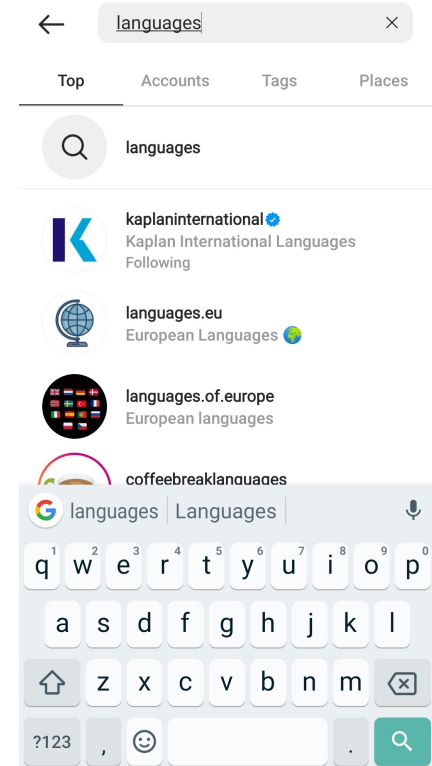 languages
Top Accounts Tags Places
languages
kaplaninternational
Kaplan International Languages
Following
languages.eu
European Languages 🌍
languages.of.europe
European languages
coffeebreaklanguages
languages Languages
1 2 3 4 5 6 7 8 9 0
q w e r t y u i o p
a s d f g h j k l
z x c v b n m
?123 , .